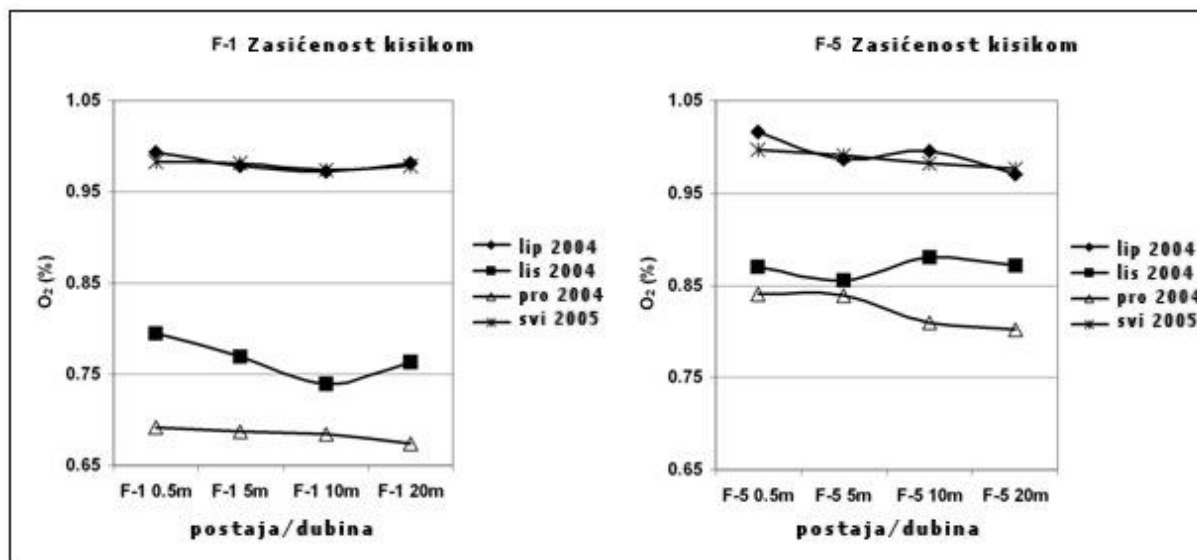 F-1 Zasićenost kisikom
1.05
0.95
0.85
0.75
0.65
O₂ (%)
F-1 0.5m F-1 5m F-1 10m F-1 20m
postaja/dubina
lip 2004
lis 2004
pro 2004
svi 2005
F-5 Zasićenost kisikom
1.05
0.95
0.85
0.75
0.65
O₂ (%)
F-5 0.5m F-5 5m F-5 10m F-5 20m
postaja/dubina
lip 2004
lis 2004
pro 2004
svi 2005